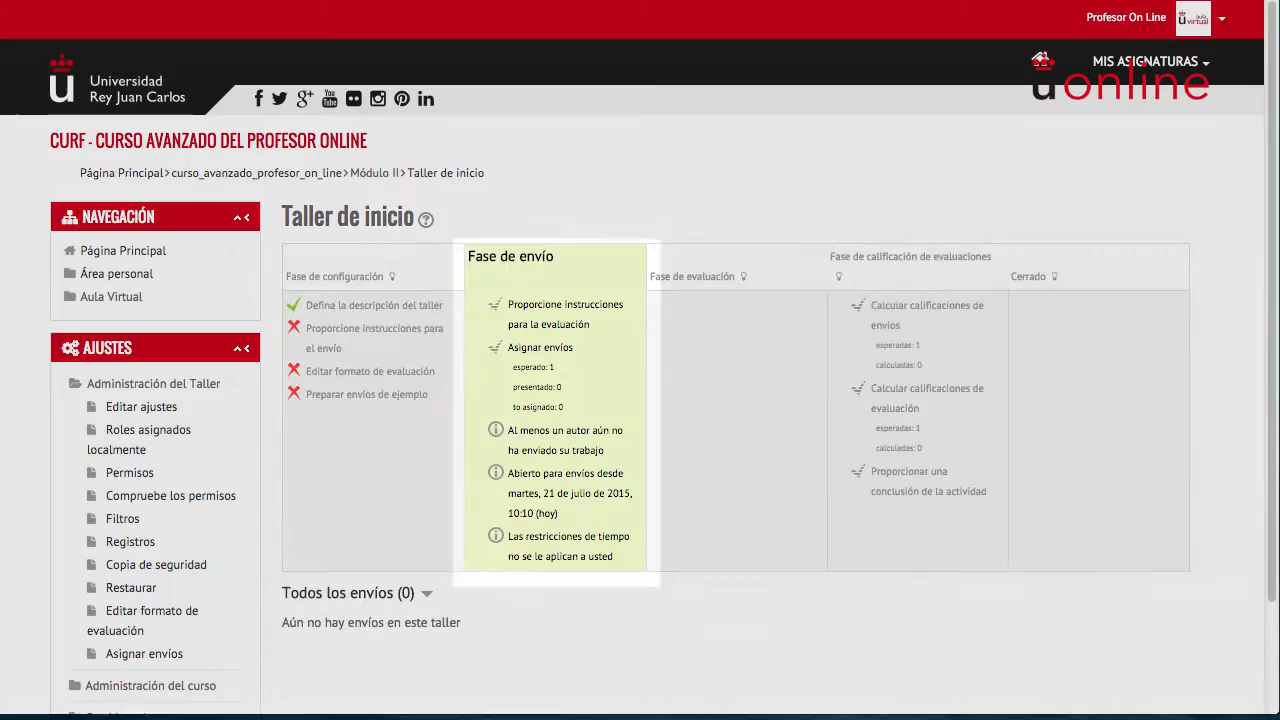 Profesor On Line
aula virtual
Universidad
Rey Juan Carlos
You Tube
MIS ASIGNATURAS
u online
CURF - CURSO AVANZADO DEL PROFESOR ONLINE
Página Principal > curso_avanzado_profesor_on_line > Módulo II > Taller de inicio
NAVEGACIÓN
Página Principal
Área personal
Aula Virtual
AJUSTES
Administración del Taller
Editar ajustes
Roles asignados
localmente
Permisos
Compruebe los permisos
Filtros
Registros
Copia de seguridad
Restaurar
Editar formato de
evaluación
Asignar envíos
Administración del curso
Taller de inicio
Fase de configuración
Defina la descripción del taller
Proporcione instrucciones para
el envío
Editar formato de evaluación
Preparar envíos de ejemplo
Fase de envío
Proporcione instrucciones
para la evaluación
Asignar envíos
esperado: 1
presentado: 0
to asignado: 0
Al menos un autor aún no
ha enviado su trabajo
Abierto para envíos desde
martes, 21 de julio de 2015,
10:10 (hoy)
Las restricciones de tiempo
no se le aplican a usted
Fase de evaluación
Fase de calificación de evaluaciones
Calcular calificaciones de
envíos
esperadas: 1
calculadas: 0
Calcular calificaciones de
evaluación
esperadas: 1
calculadas: 0
Proporcionar una
conclusión de la actividad
Cerrado
Todos los envíos (0)
Aún no hay envíos en este taller